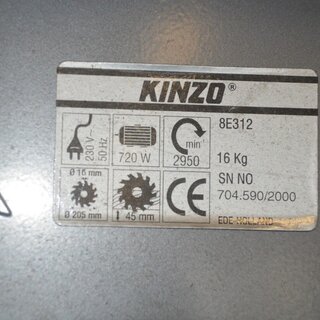 KINZO®
230 V~
50 Hz
720 W
min⁻¹
2950
8E312
16 Kg
SN NO
704.590/2000
Ø 16 mm
Ø 205 mm
45 mm
CE
EDE-HOLLAND